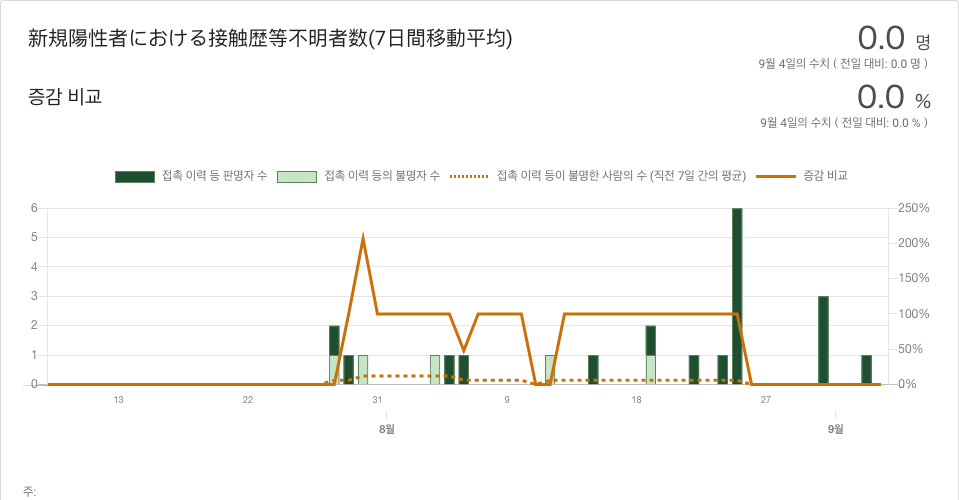 新規陽性者における接触歴等不明者数(7日間移動平均)
0.0 명
9월 4일의 수치 ( 전일 대비: 0.0 명 )
증감 비교
0.0 %
9월 4일의 수치 ( 전일 대비: 0.0 % )
접촉 이력 등 판명자 수 접촉 이력 등의 불명자 수 접촉 이력 등이 불명한 사람의 수 (직전 7일 간의 평균) 증감 비교
6 250%
5 200%
4 150%
3 100%
2 50%
1 0%
0
13 22 31 9 18 27
8월 9월
주: